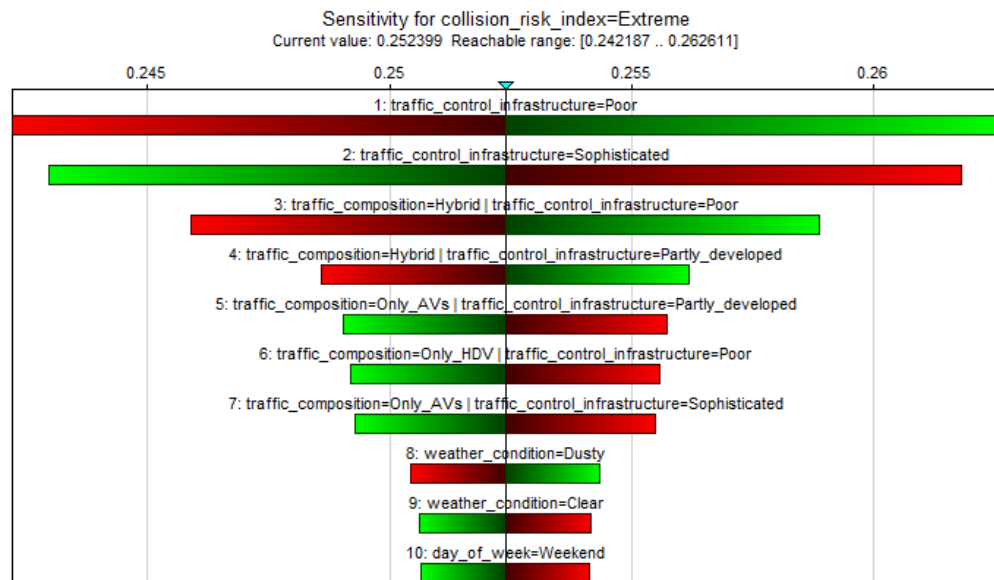 Sensitivity for collision_risk_index=Extreme
Current value: 0.252399 Reachable range: [0.242187 .. 0.262611]
0.245 0.25 0.255 0.26
1: traffic_control_infrastructure=Poor
2: traffic_control_infrastructure=Sophisticated
3: traffic_composition=Hybrid | traffic_control_infrastructure=Poor
4: traffic_composition=Hybrid | traffic_control_infrastructure=Partly_developed
5: traffic_composition=Only_AVs | traffic_control_infrastructure=Partly_developed
6: traffic_composition=Only_HDV | traffic_control_infrastructure=Poor
7: traffic_composition=Only_AVs | traffic_control_infrastructure=Sophisticated
8: weather_condition=Dusty
9: weather_condition=Clear
10: day_of_week=Weekend